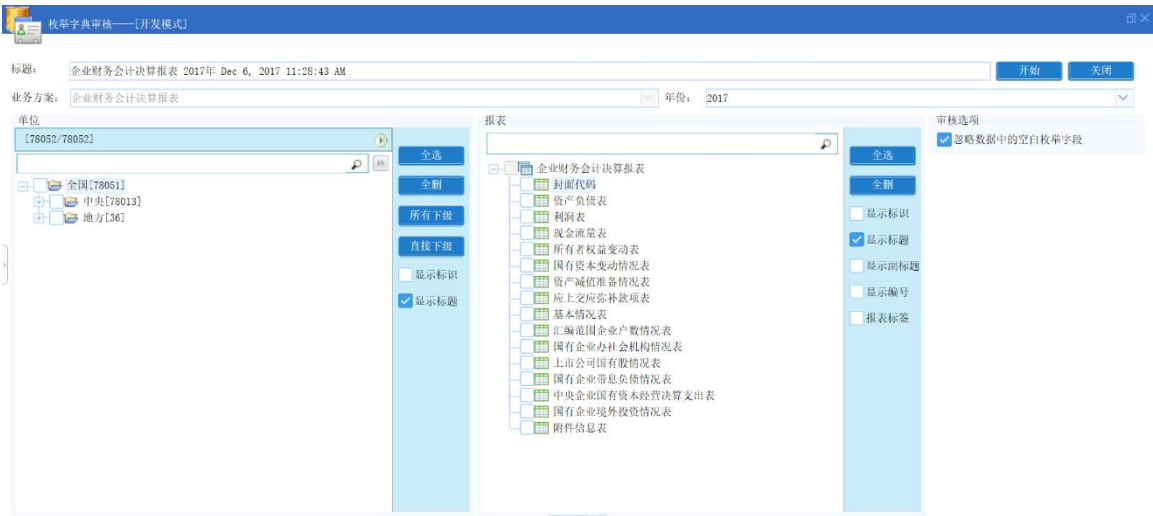 枚举字典审核----[开发模式]
标题: 企业财务会计决算报表 2017年 Dec 6, 2017 11:28:43 AM 开始 关闭
业务方案: 企业财务会计决算报表 年份: 2017
单位
[78052/78052]
全国[78051]
中央[78013]
地方[36]
全选
全删
所有下级
直接下级
显示标识
显示标题
报表
企业财务会计决算报表
封面代码
资产负债表
利润表
现金流量表
所有者权益变动表
国有资本变动情况表
资产减值准备情况表
应上交应弥补款项表
基本情况表
汇编范围企业户数情况表
国有企业办社会机构情况表
上市公司国有股情况表
国有企业带息负债情况表
中央企业国有资本经营决算支出表
国有企业境外投资情况表
附件信息表
全选
全删
显示标识
显示标题
显示副标题
显示编号
报表标签
审核选项
忽略数据中的空白枚举字段